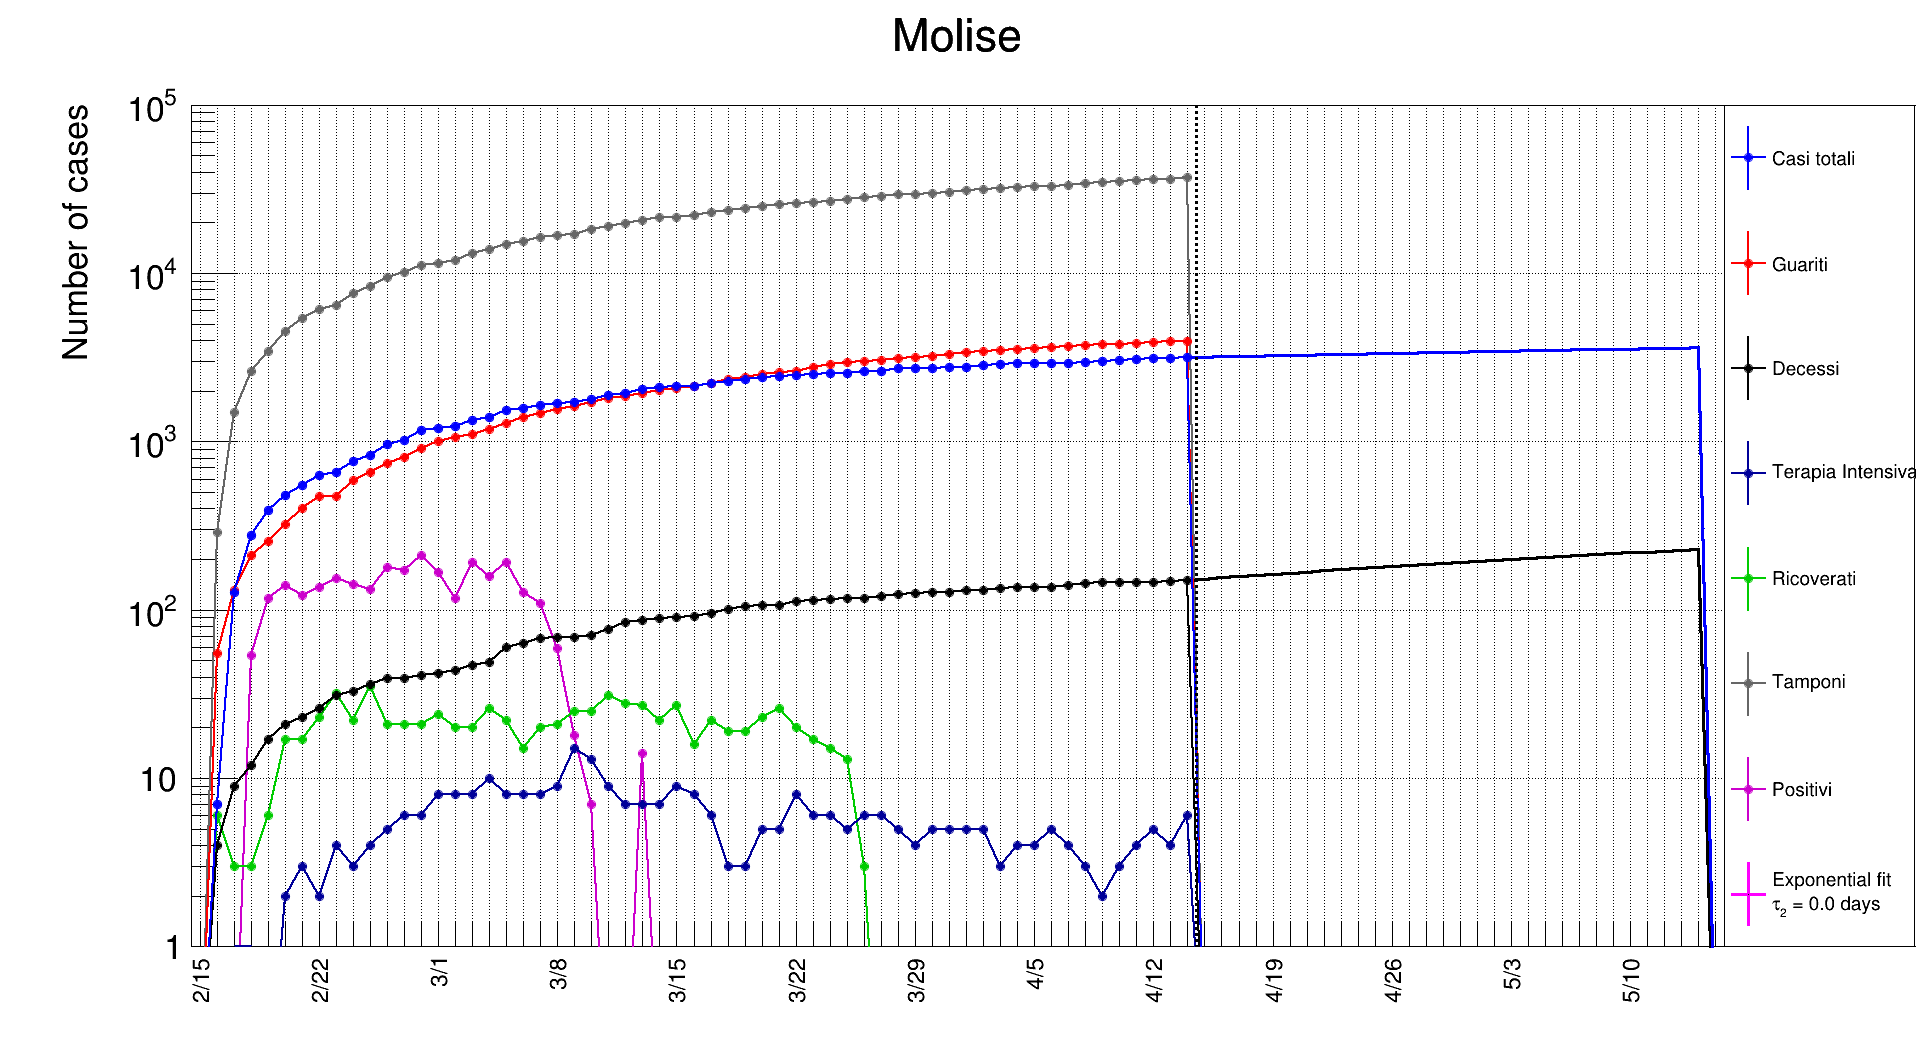 Molise
Number of cases
10^5
10^4
10^3
10^2
10
1
2/15 2/22 3/1 3/8 3/15 3/22 3/29 4/5 4/12 4/19 4/26 5/3 5/10
Casi totali
Guariti
Decessi
Terapia Intensiva
Ricoverati
Tamponi
Positivi
Exponential fit
τ₂ = 0.0 days